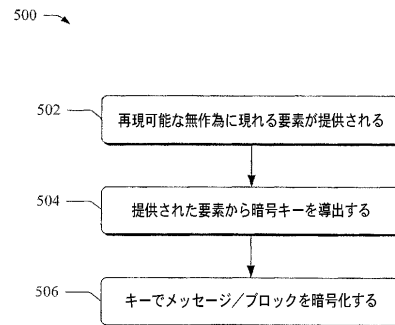 500
502
再現可能な無作為に現れる要素が提供される
504
提供された要素から暗号キーを導出する
506
キーでメッセージ/ブロックを暗号化する